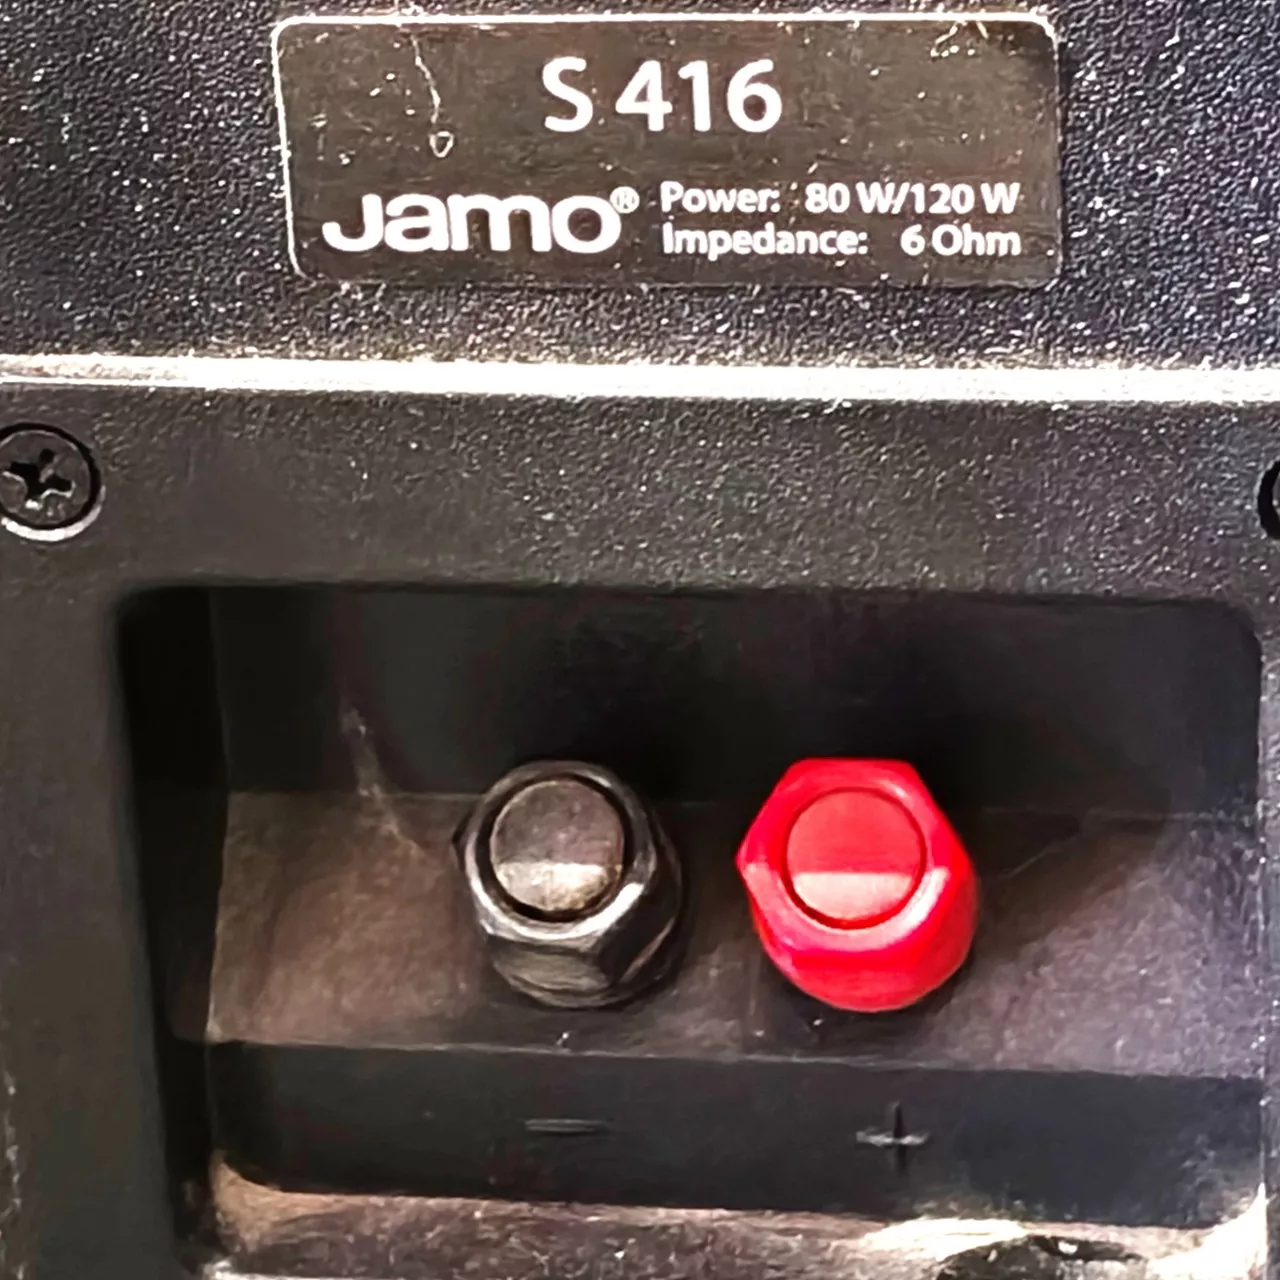 S 416
Jamo®
Power: 80 W/120 W
Impedance: 6 Ohm
− +